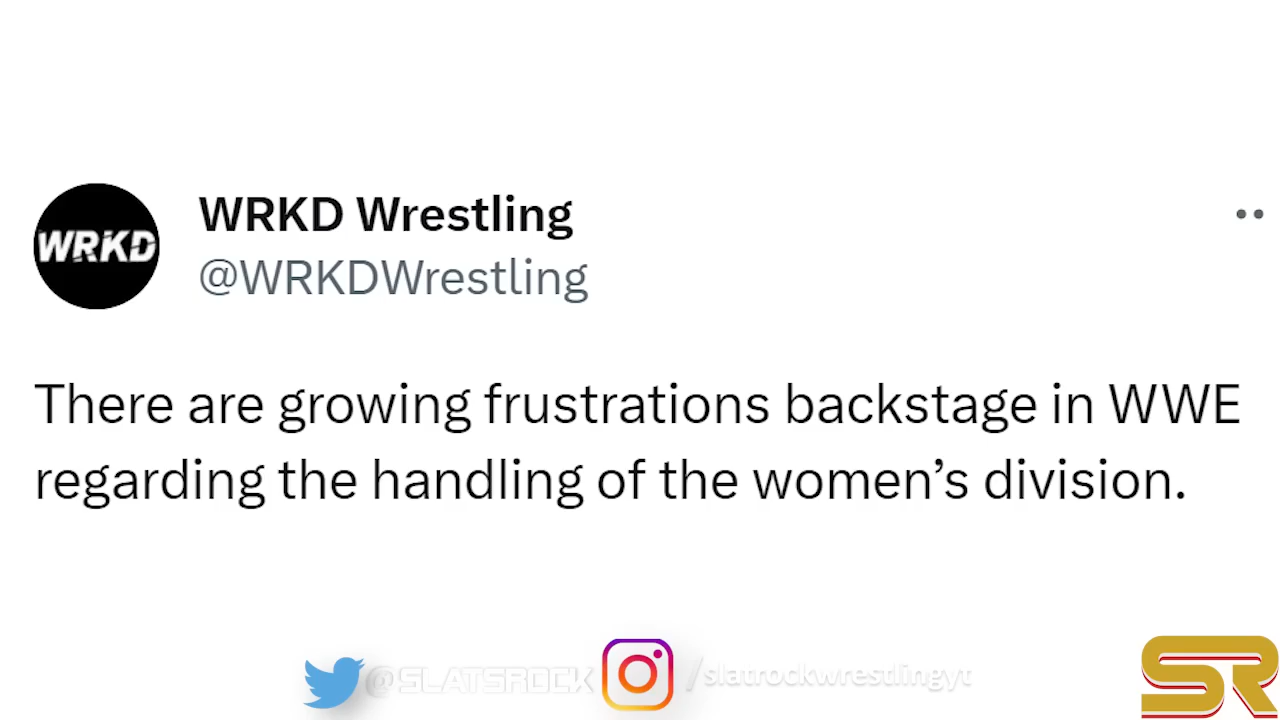 WRKD
WRKD Wrestling
@WRKDWrestling
There are growing frustrations backstage in WWE
regarding the handling of the women’s division.
@SLATSROCK
/slatrockwrestlingyt
SR